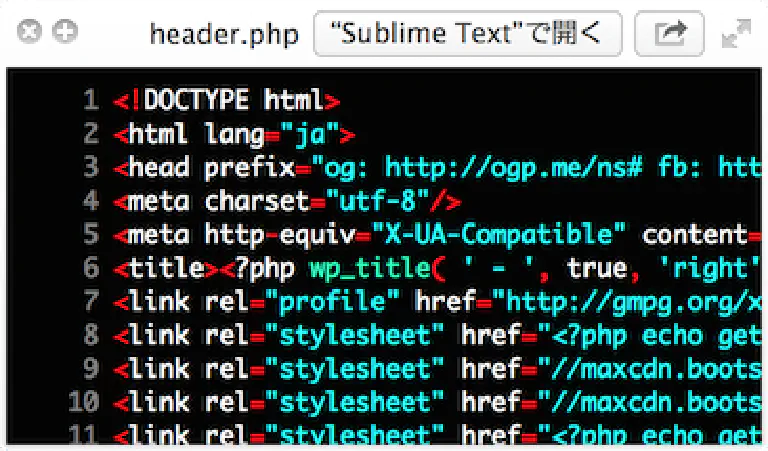 header.php “Sublime Text”で開く
1 <!DOCTYPE html>
2 <html lang="ja">
3 <head prefix="og: http://ogp.me/ns# fb: htt
4 <meta charset="utf-8"/>
5 <meta http-equiv="X-UA-Compatible" content=
6 <title><?php wp_title( ' - ', true, 'right'
7 <link rel="profile" href="http://gmpg.org/x
8 <link rel="stylesheet" href="<?php echo get
9 <link rel="stylesheet" href="//maxcdn.boots
10 <link rel="stylesheet" href="//maxcdn.boots
11 <link rel="stylesheet" href="<?php echo get